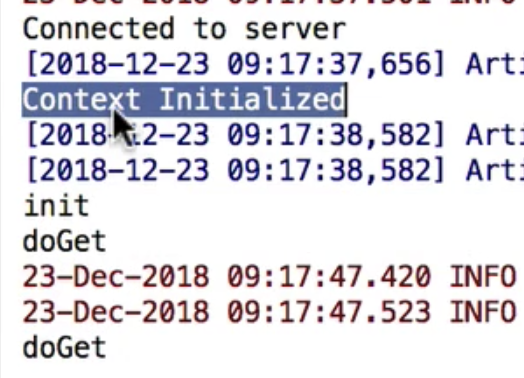 Connected to server
[2018-12-23 09:17:37,656] Arti
Context Initialized
[2018-12-23 09:17:38,582] Arti
[2018-12-23 09:17:38,582] Arti
init
doGet
23-Dec-2018 09:17:47.420 INFO
23-Dec-2018 09:17:47.523 INFO
doGet